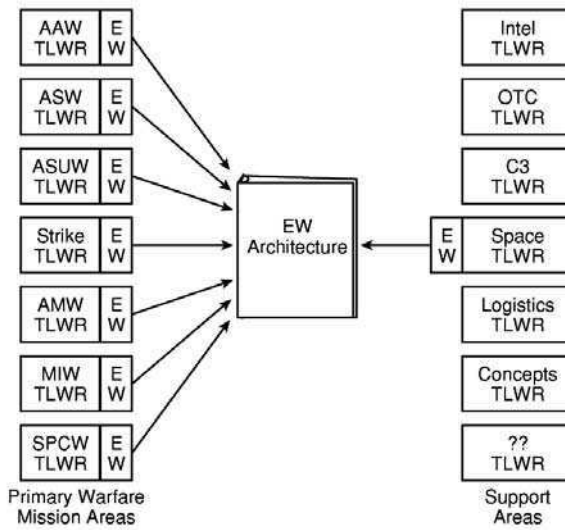 AAW
TLWR
E
W
ASW
TLWR
E
W
ASUW
TLWR
E
W
Strike
TLWR
E
W
AMW
TLWR
E
W
MIW
TLWR
E
W
SPCW
TLWR
E
W
Primary Warfare
Mission Areas
EW
Architecture
Intel
TLWR
OTC
TLWR
C3
TLWR
E
W
Space
TLWR
Logistics
TLWR
Concepts
TLWR
??
TLWR
Support
Areas